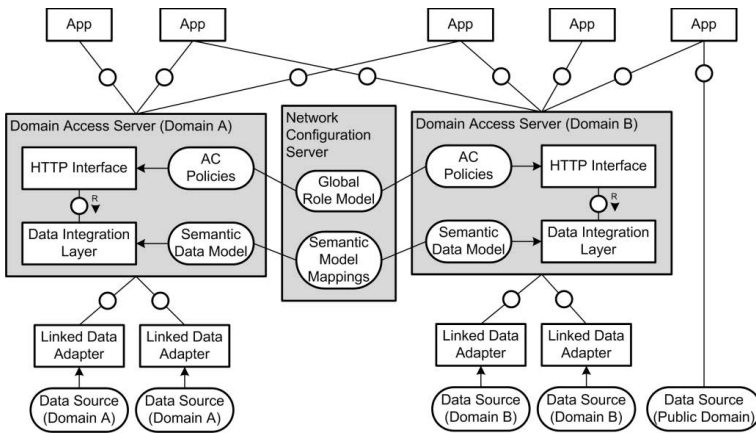 App
App
App
App
App
Domain Access Server (Domain A)
HTTP Interface
R
Data Integration
Layer
AC
Policies
Semantic
Data Model
Network
Configuration
Server
Global
Role Model
Semantic
Model
Mappings
Domain Access Server (Domain B)
AC
Policies
Semantic
Data Model
HTTP Interface
R
Data Integration
Layer
Linked Data
Adapter
Linked Data
Adapter
Linked Data
Adapter
Linked Data
Adapter
Data Source
(Domain A)
Data Source
(Domain A)
Data Source
(Domain B)
Data Source
(Domain B)
Data Source
(Public Domain)